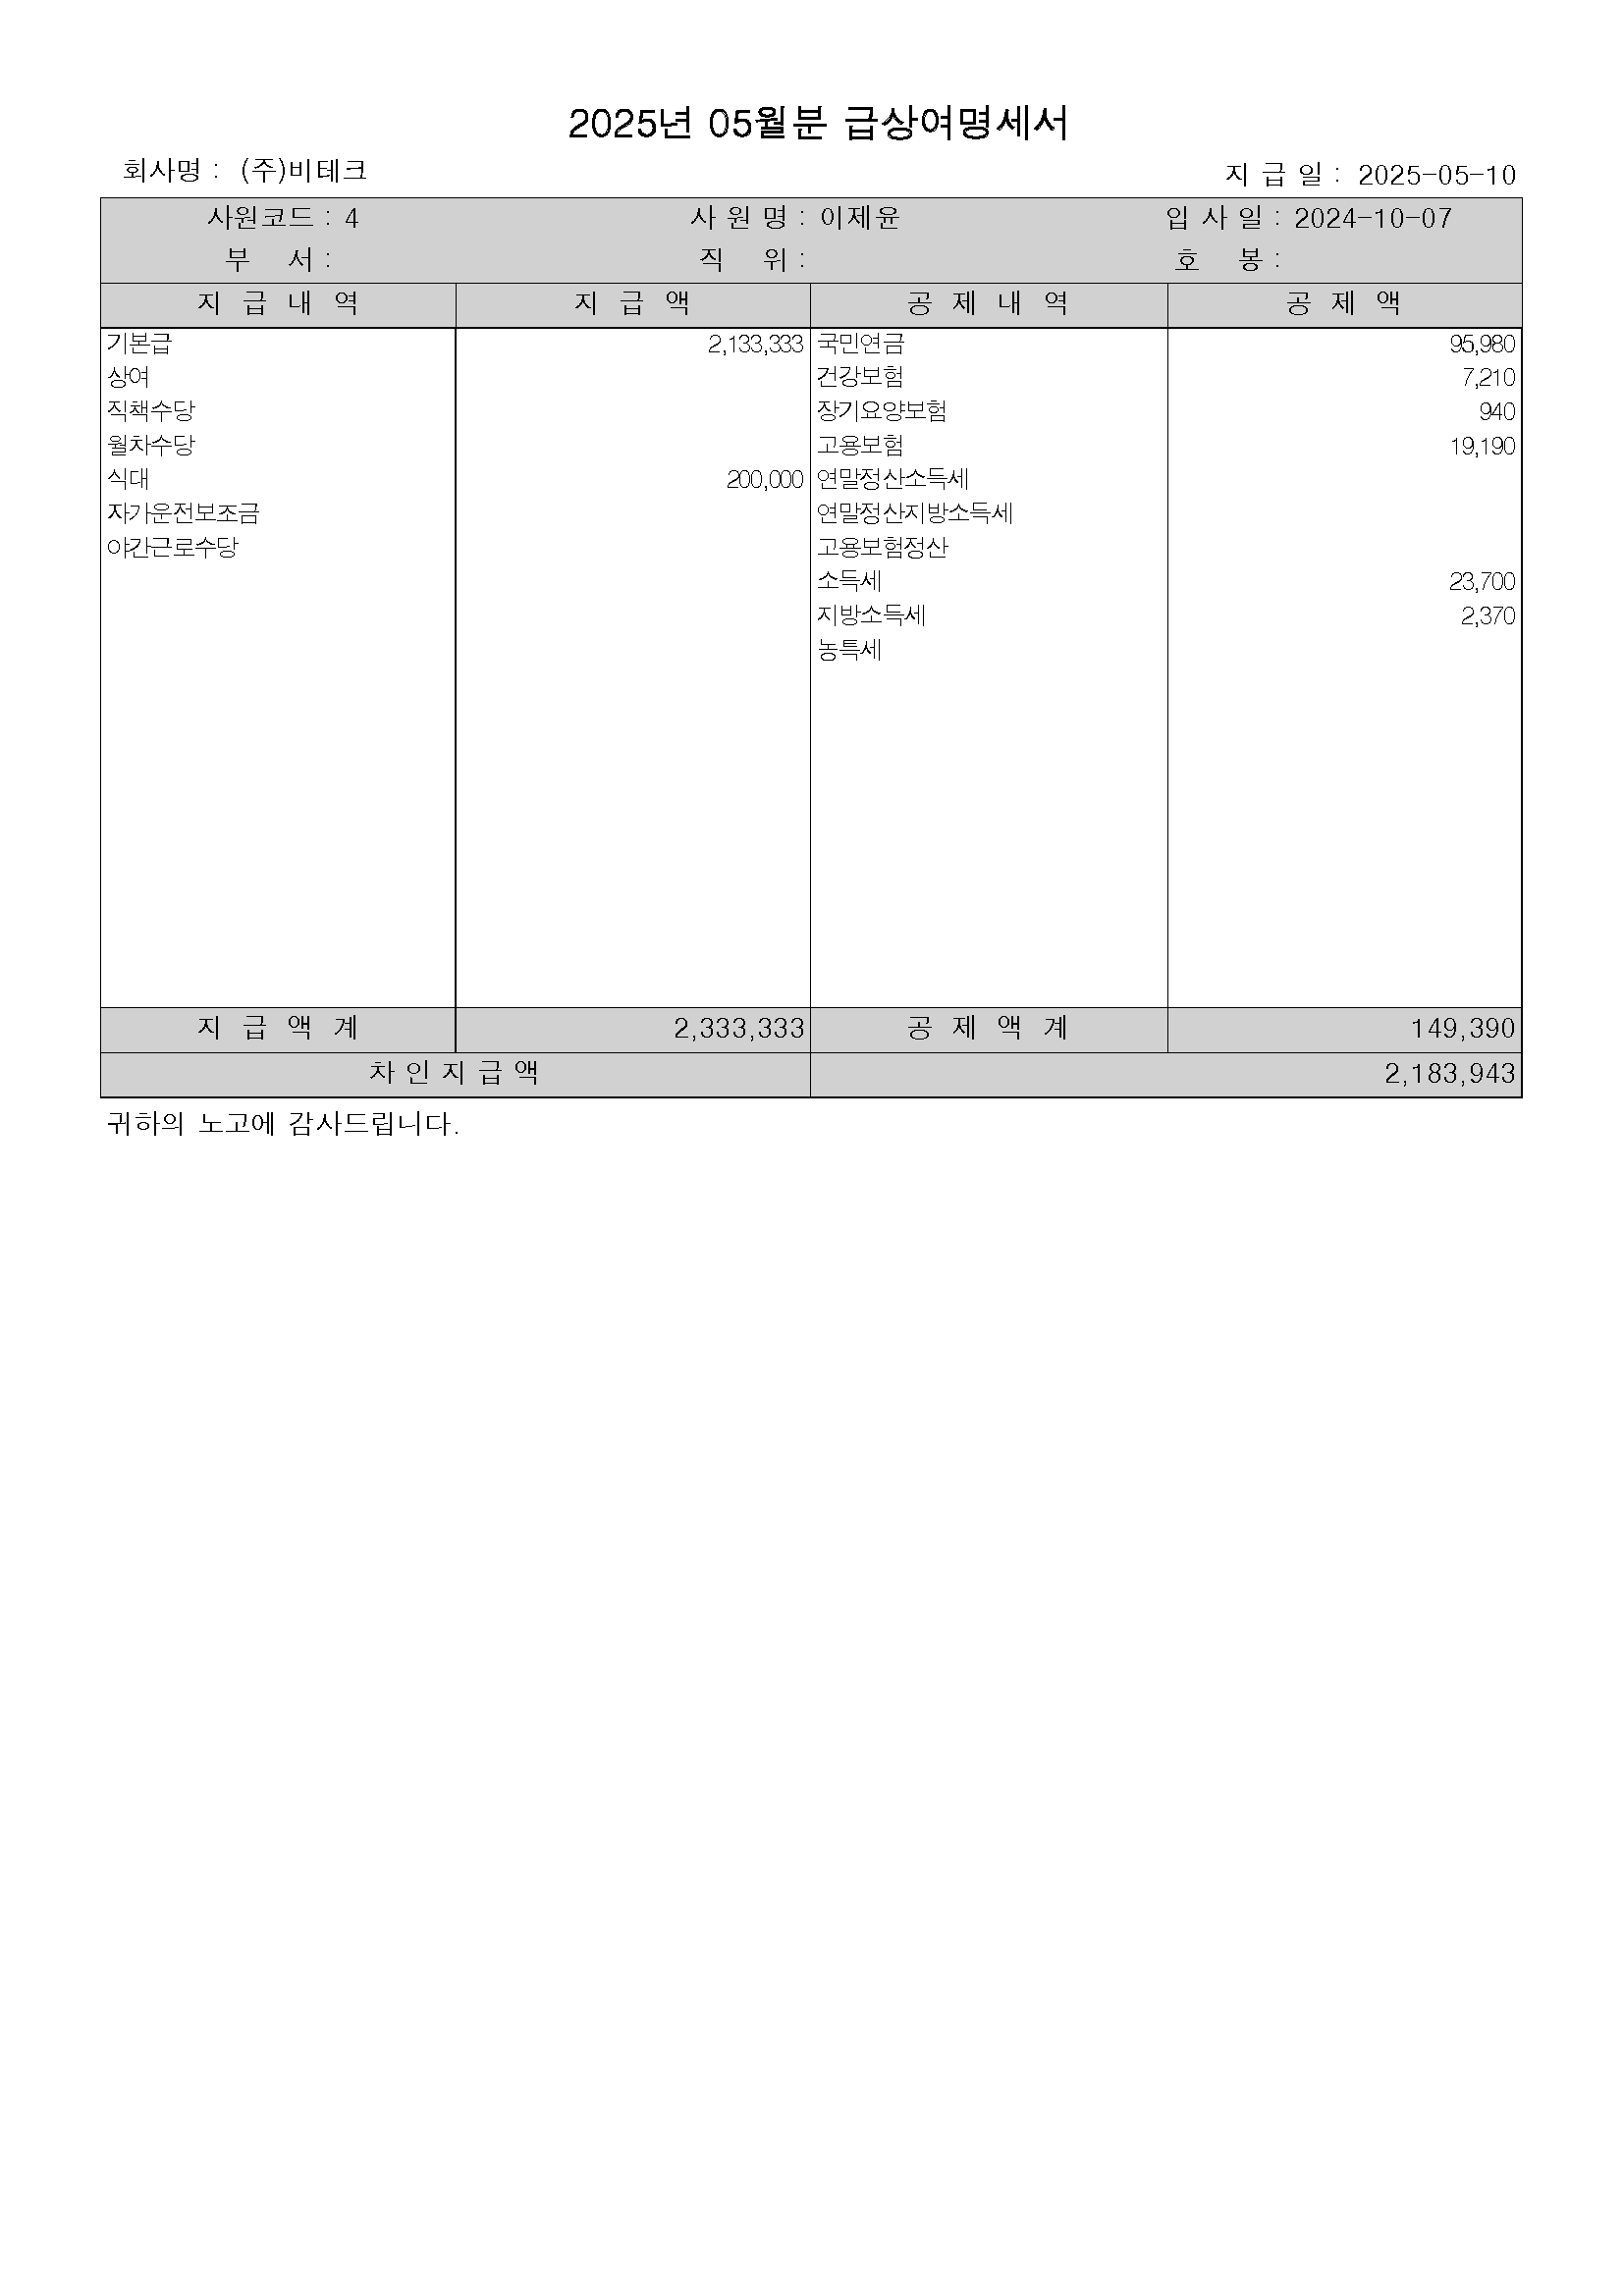 2025년 05월분 급상여명세서
회사명 : (주)비테크 지 급 일 : 2025-05-10
사원코드 : 4 사 원 명 : 이제윤 입 사 일 : 2024-10-07
부 서 : 직 위 : 호 봉 :
지 급 내 역 지 급 액 공 제 내 역 공 제 액
기본급 2,133,333 국민연금 95,980
상여 건강보험 7,210
직책수당 장기요양보험 940
월차수당 고용보험 19,190
식대 200,000 연말정산소득세
자가운전보조금 연말정산지방소득세
야간근로수당 고용보험정산
소득세 23,700
지방소득세 2,370
농특세
지 급 액 계 2,333,333 공 제 액 계 149,390
차 인 지 급 액 2,183,943
귀하의 노고에 감사드립니다.